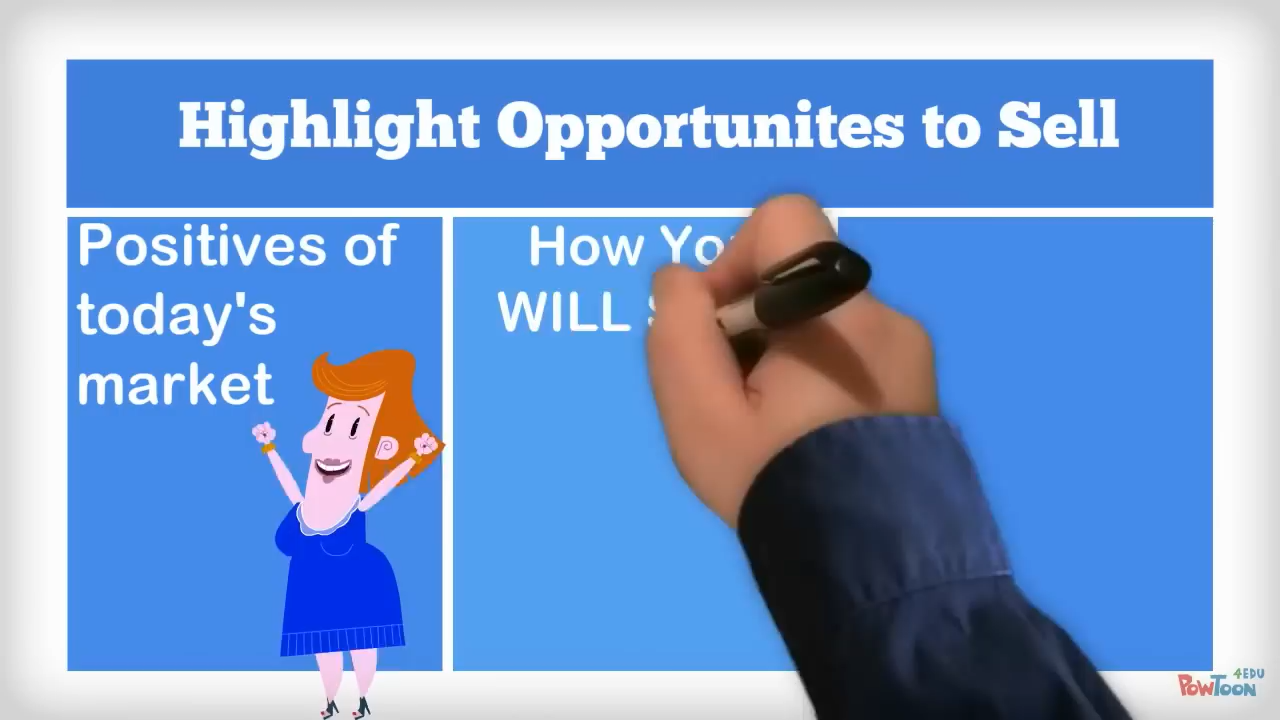 Highlight Opportunites to Sell
Positives of
today's
market
How
WILL
4EDU
PowToon